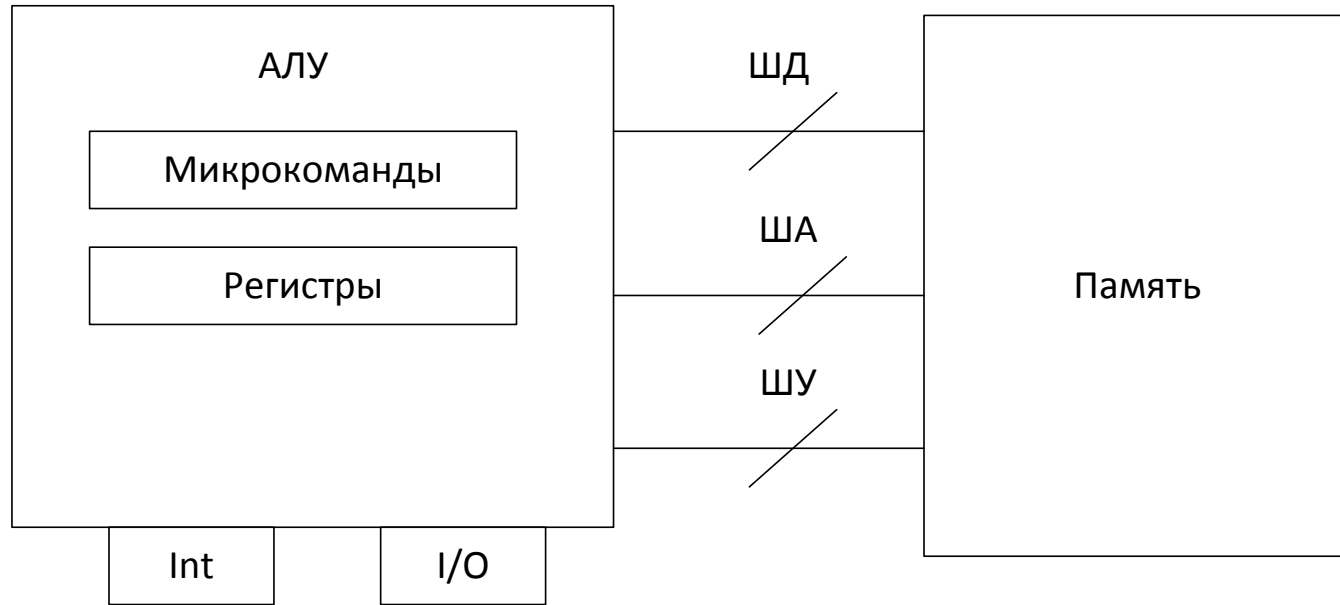 АЛУ
Микрокоманды
Регистры
ШД
ША
ШУ
Память
Int
I/O